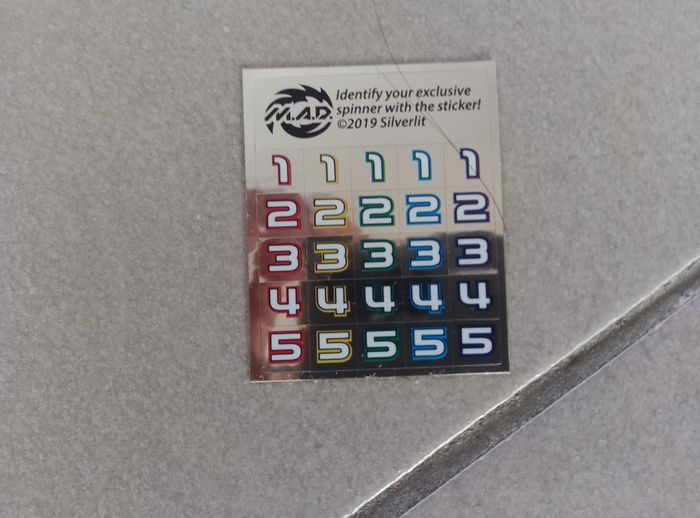 M.A.D.
Identify your exclusive
spinner with the sticker!
©2019 Silverlit
1 1 1 1 1
2 2 2 2 2
3 3 3 3 3
4 4 4 4 4
5 5 5 5 5